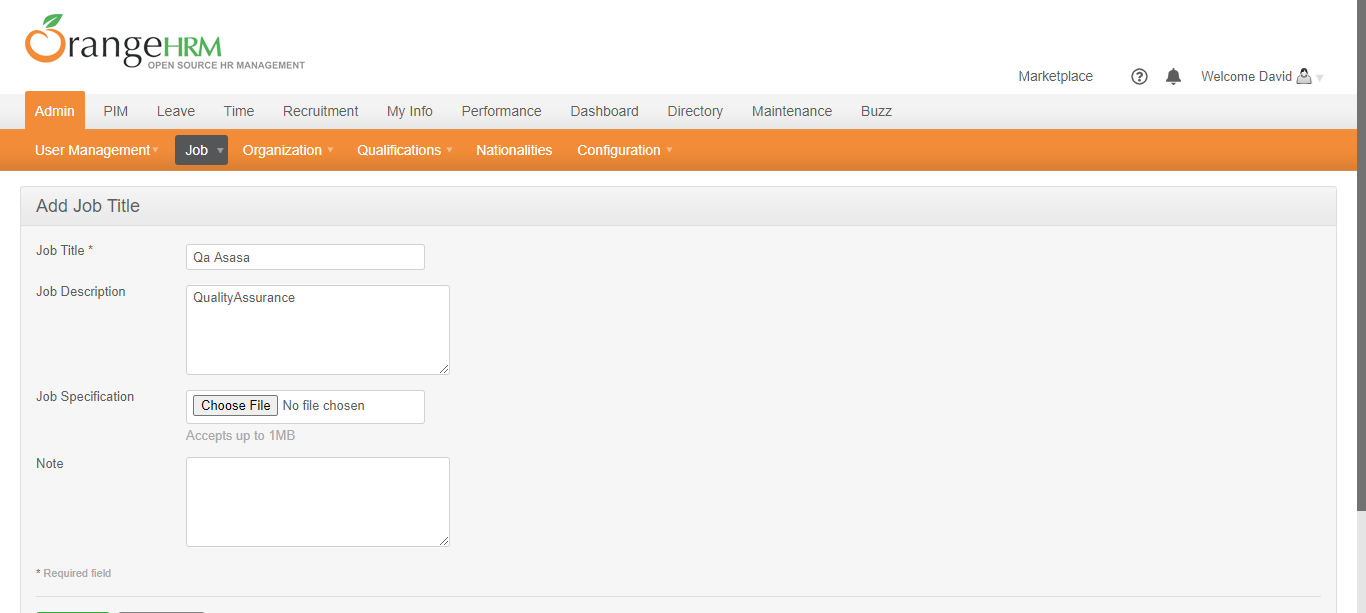 OrangeHRM
OPEN SOURCE HR MANAGEMENT
Marketplace ? Welcome David
Admin PIM Leave Time Recruitment My Info Performance Dashboard Directory Maintenance Buzz
User Management Job Organization Qualifications Nationalities Configuration
Add Job Title
Job Title * Qa Asasa
Job Description QualityAssurance
Job Specification Choose File No file chosen
Accepts up to 1MB
Note
* Required field